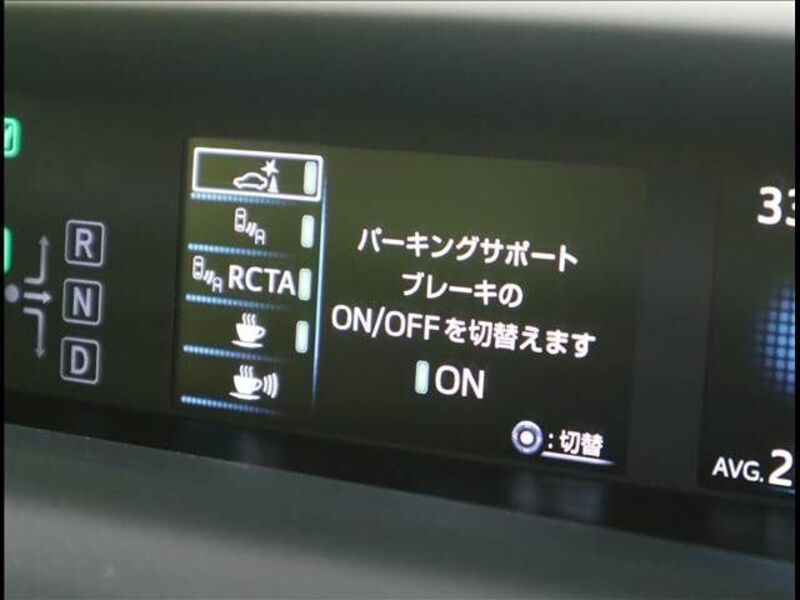 R
N
D
RCTA
パーキングサポート
ブレーキの
ON/OFFを切替えます
ON
:切替
33
AVG.2